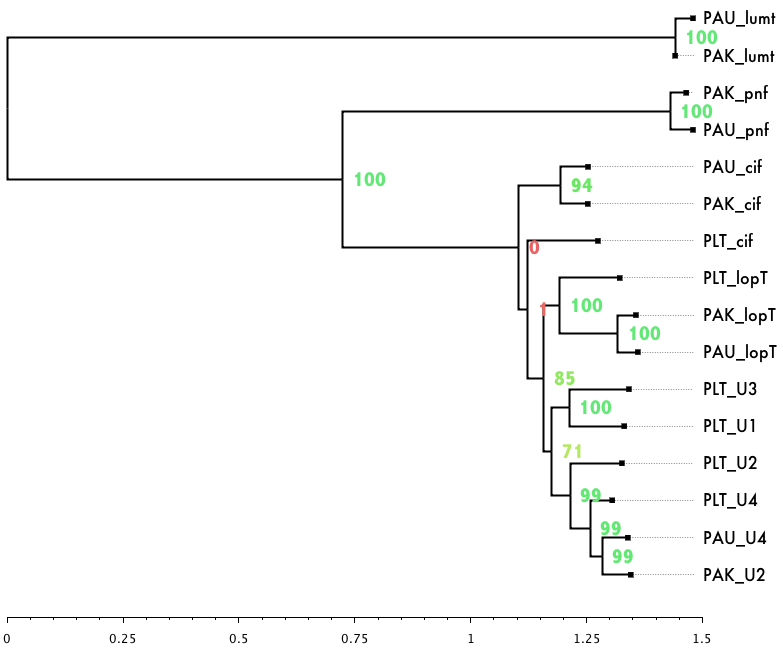 PAU_lumt
100
PAK_lumt
PAK_pnf
100
PAU_pnf
PAU_cif
100
94
PAK_cif
PLT_cif
0
PLT_lopT
100
1
PAK_lopT
100
PAU_lopT
85
PLT_U3
100
PLT_U1
71
PLT_U2
99
PLT_U4
99
PAU_U4
99
PAK_U2
0 0.25 0.5 0.75 1 1.25 1.5